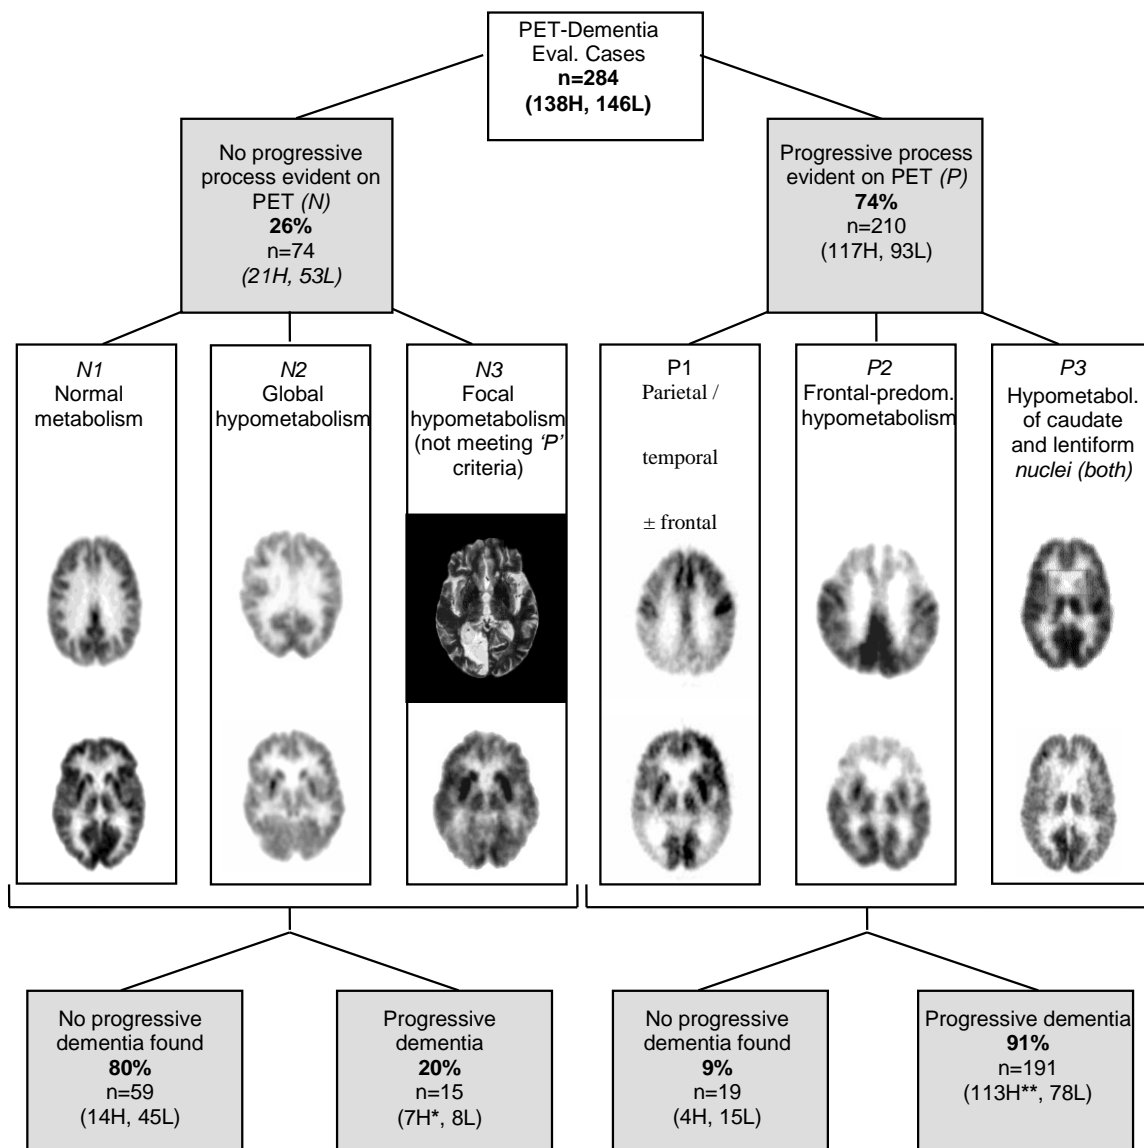 PET-Dementia
Eval. Cases
n=284
(138H, 146L)
No progressive
process evident on
PET (N)
26%
n=74
(21H, 53L)
Progressive process
evident on PET (P)
74%
n=210
(117H, 93L)
N1
Normal
metabolism
N2
Global
hypometabolism
N3
Focal
hypometabolism
(not meeting ‘P’
criteria)
P1
Parietal /
temporal
± frontal
P2
Frontal-predom.
hypometabolism
P3
Hypometabol.
of caudate
and lentiform
nuclei (both)
No progressive
dementia found
80%
n=59
(14H, 45L)
Progressive
dementia
20%
n=15
(7H*, 8L)
No progressive
dementia found
9%
n=19
(4H, 15L)
Progressive dementia
91%
n=191
(113H**, 78L)